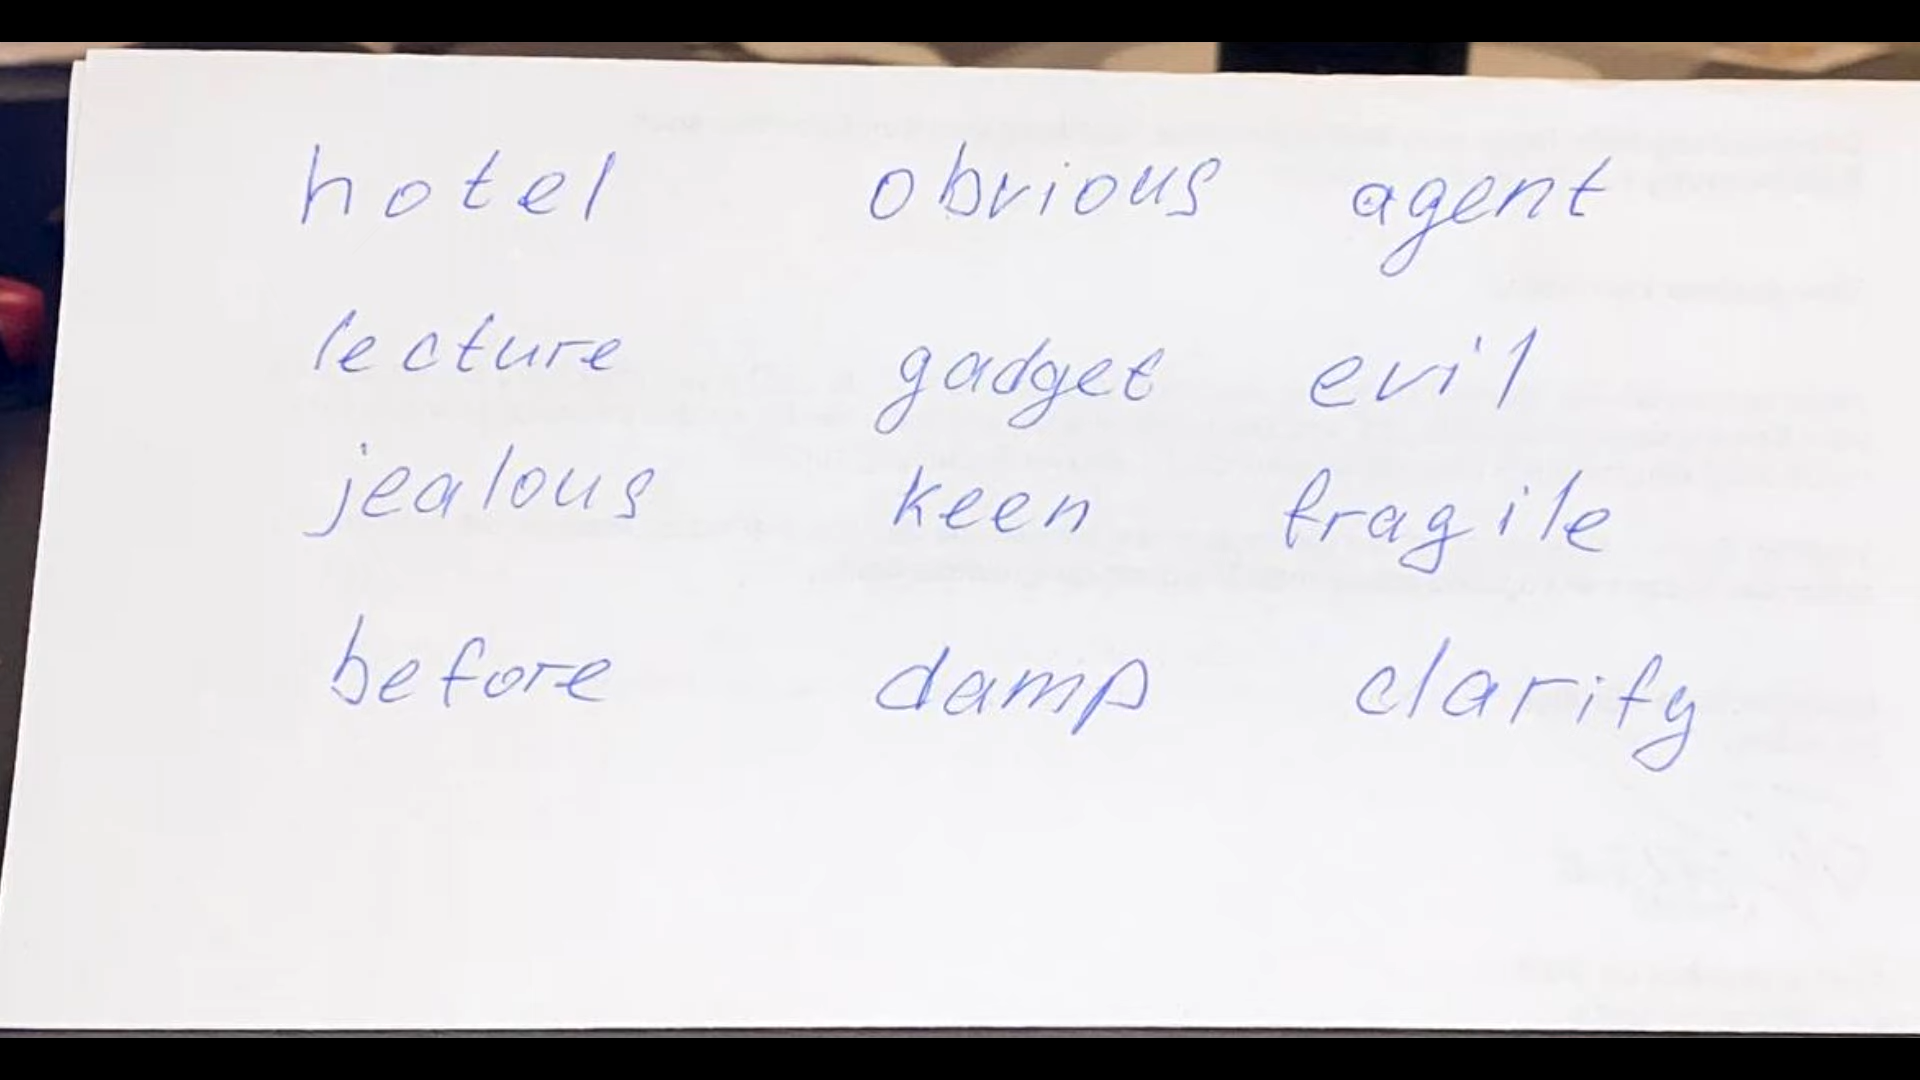 hotel obvious agent
lecture gadget evil
jealous keen fragile
before damp clarify